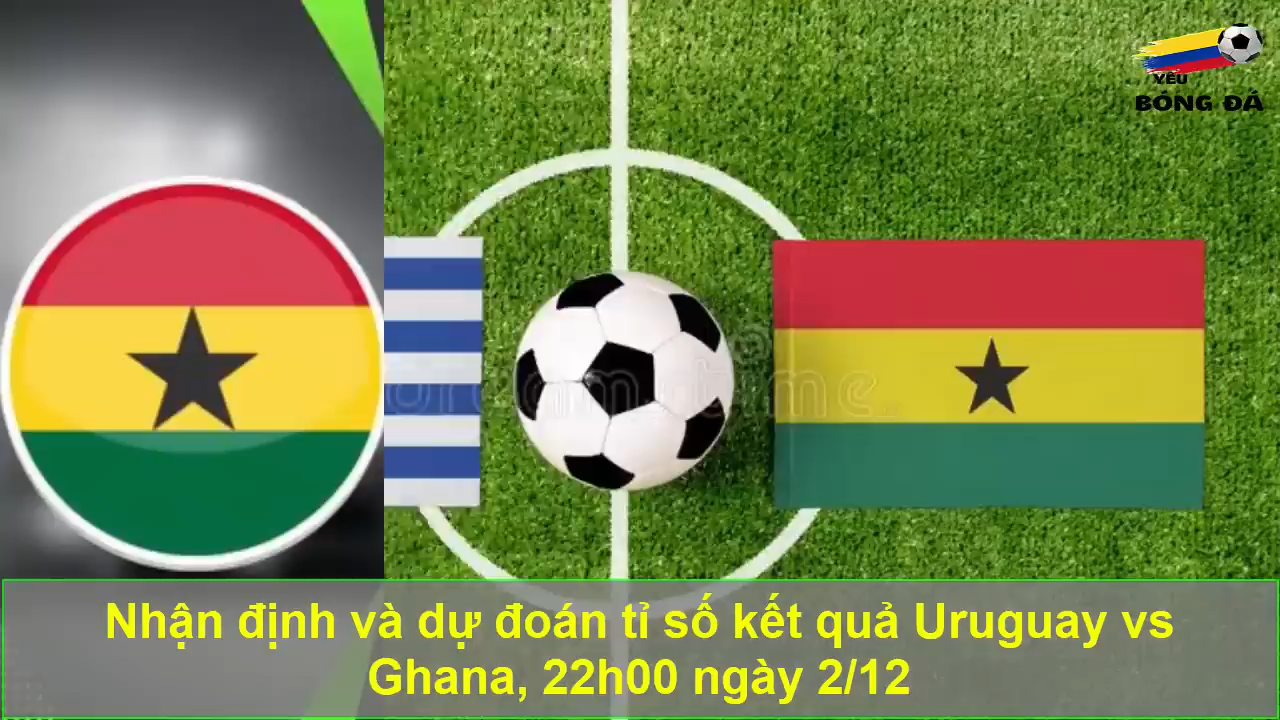 YÊU
BÓNG ĐÁ
dreamstime.
Nhận định và dự đoán tỉ số kết quả Uruguay vs
Ghana, 22h00 ngày 2/12